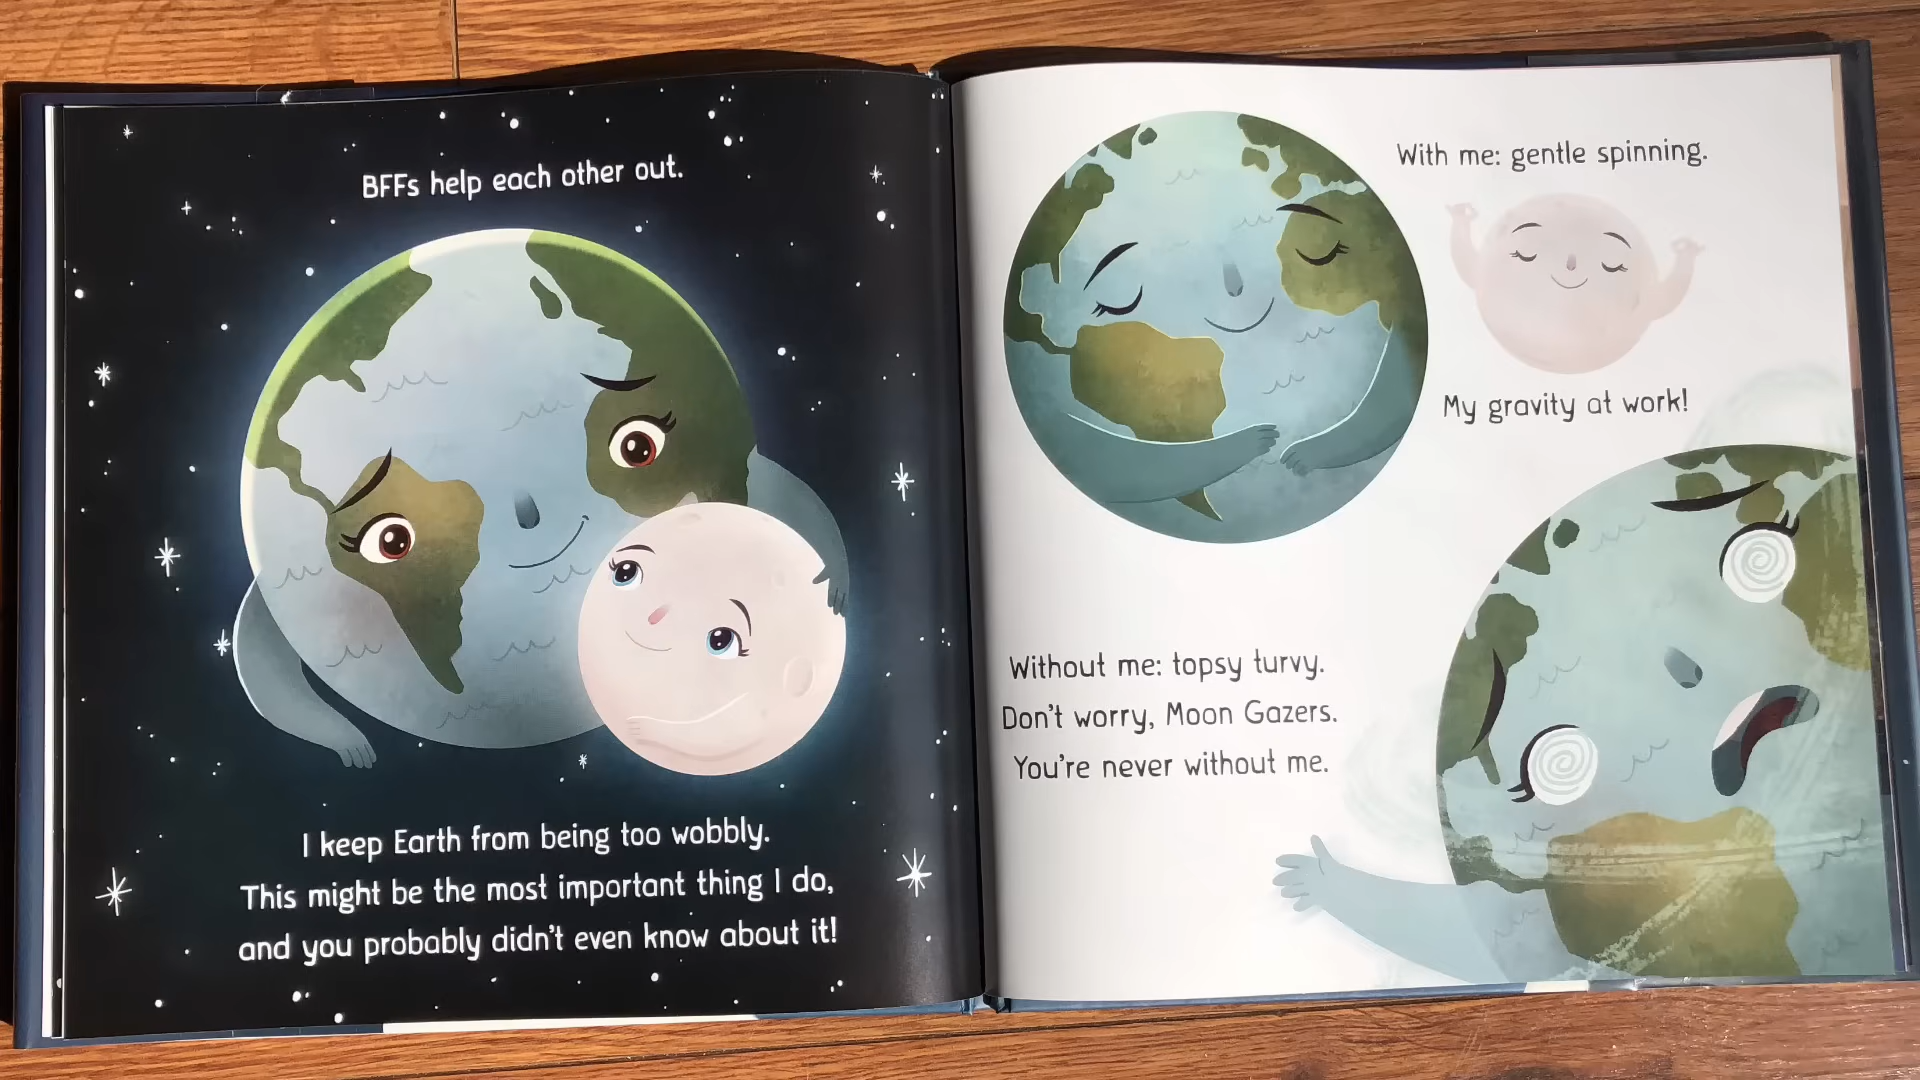 BFFs help each other out.
I keep Earth from being too wobbly.
This might be the most important thing I do,
and you probably didn't even know about it!
With me: gentle spinning.
My gravity at work!
Without me: topsy turvy.
Don't worry, Moon Gazers.
You're never without me.